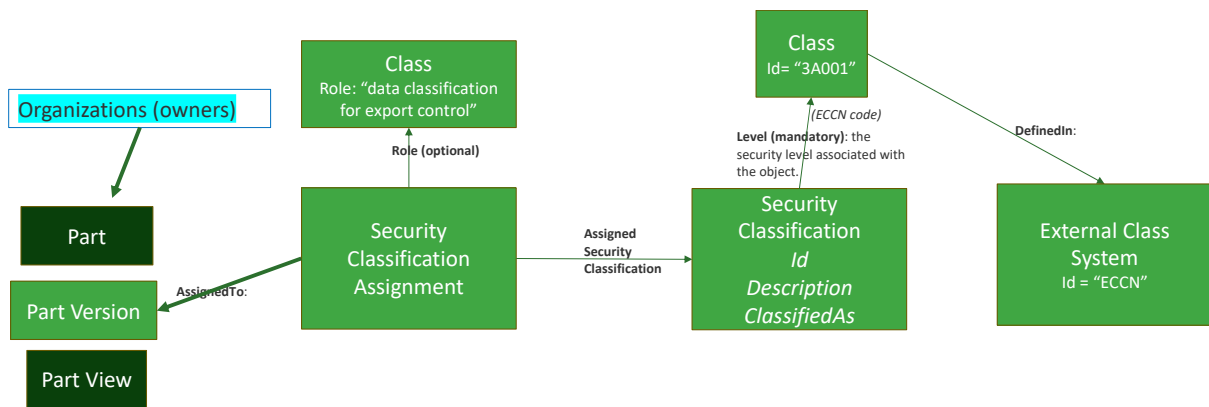 Organizations (owners)
Part
AssignedTo:
Part Version
Part View
Class
Role: “data classification
for export control”
Role (optional)
Security
Classification
Assignment
Assigned
Security
Classification
Class
Id= “3A001”
(ECCN code)
Level (mandatory): the
security level associated with
the object.
Security
Classification
Id
Description
ClassifiedAs
DefinedIn:
External Class
System
Id = “ECCN”